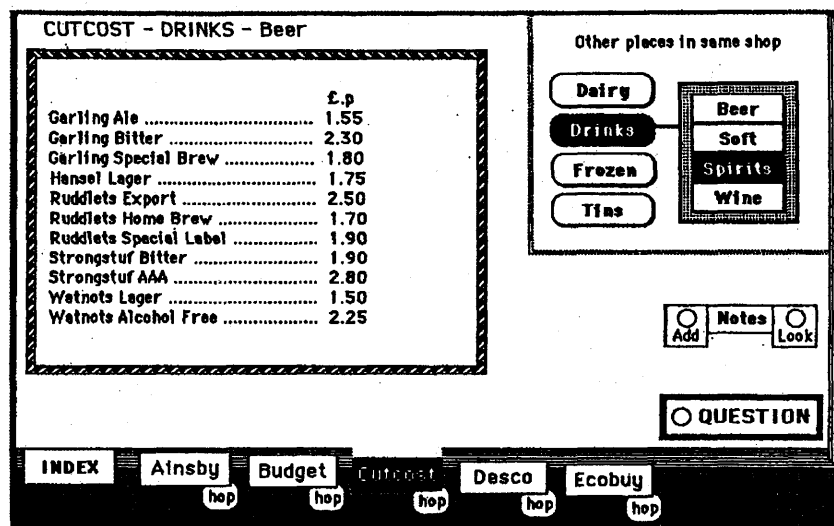 CUTCOST - DRINKS - Beer
£.p
Garling Ale .............................. 1.55
Garling Bitter ........................... 2.30
Garling Special Brew ................ 1.80
Hansel Lager ............................ 1.75
Ruddlets Export ....................... 2.50
Ruddlets Home Brew ................. 1.70
Ruddlets Special Label .............. 1.90
Strongstuf Bitter ...................... 1.90
Strongstuf AAA ........................ 2.80
Watnots Lager .......................... 1.50
Watnots Alcohol Free ................. 2.25
Other places in same shop
Dairy
Drinks
Frozen
Tins
Beer
Soft
Spirits
Wine
Notes
Add
Look
QUESTION
INDEX
Ainsby
hop
Budget
hop
Cutcost
hop
Desco
hop
Ecobuy
hop